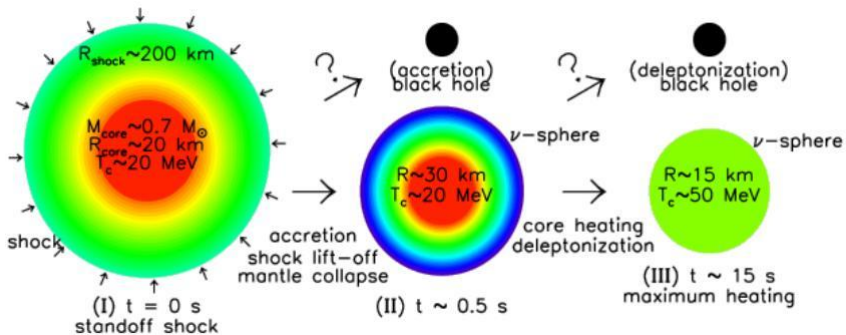 R_shock~200 km
M_core~0.7 M_⊙
R_core~20 km
T_c~20 MeV
shock
(I) t = 0 s
standoff shock
accretion
shock lift-off
mantle collapse
?
(accretion)
black hole
ν-sphere
R~30 km
T_c~20 MeV
(II) t ~ 0.5 s
core heating
deleptonization
?
(deleptonization)
black hole
ν-sphere
R~15 km
T_c~50 MeV
(III) t ~ 15 s
maximum heating